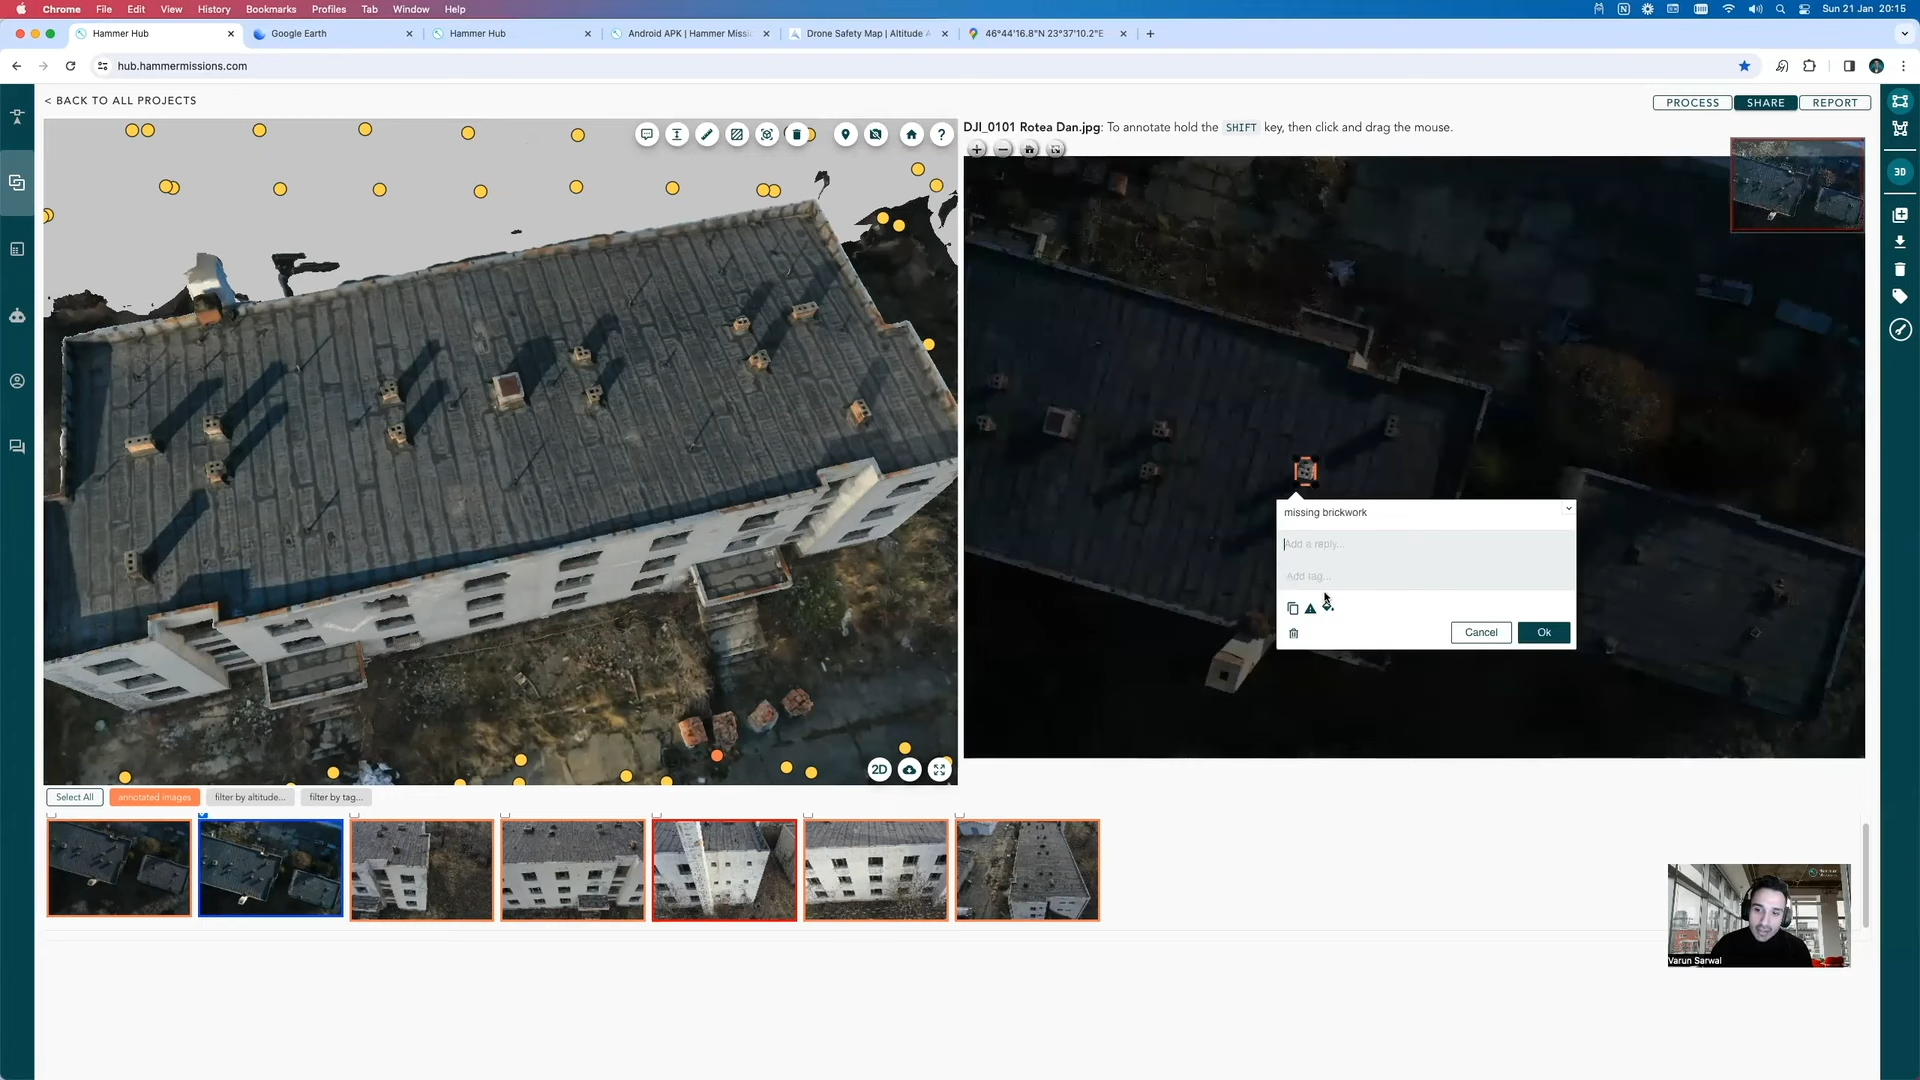 Chrome File Edit View History Bookmarks Profiles Tab Window Help
Sun 21 Jan 20:15
Hammer Hub
Google Earth
Hammer Hub
Android APK | Hammer Missi
Drone Safety Map | Altitude A
46°44'16.8"N 23°37'10.2"E
hub.hammermissions.com
< BACK TO ALL PROJECTS
PROCESS SHARE REPORT
DJI_0101 Rotea Dan.jpg: To annotate hold the SHIFT key, then click and drag the mouse.
?
3D
missing brickwork
Add a reply...
Add tag...
Cancel Ok
2D
Select All annotated images filter by altitude... filter by tag...
Varun Sarwal